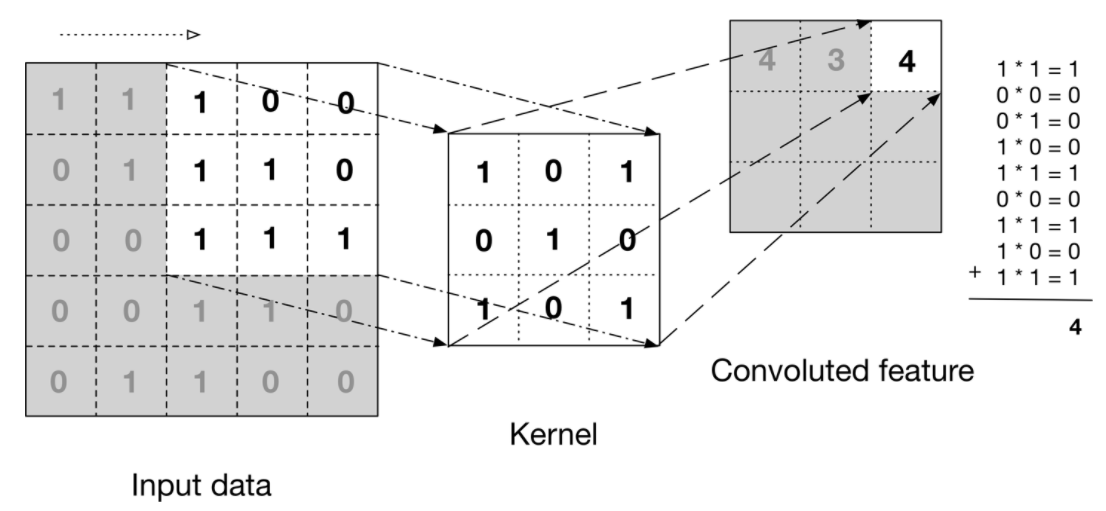 1 1 1 0 0
0 1 1 1 0
0 0 1 1 1
0 0 1 1 0
0 1 1 0 0
Input data
1 0 1
0 1 0
1 0 1
Kernel
4 3 4
Convoluted feature
1 * 1 = 1
0 * 0 = 0
0 * 1 = 0
1 * 0 = 0
1 * 1 = 1
0 * 0 = 0
1 * 1 = 1
1 * 0 = 0
+ 1 * 1 = 1
4